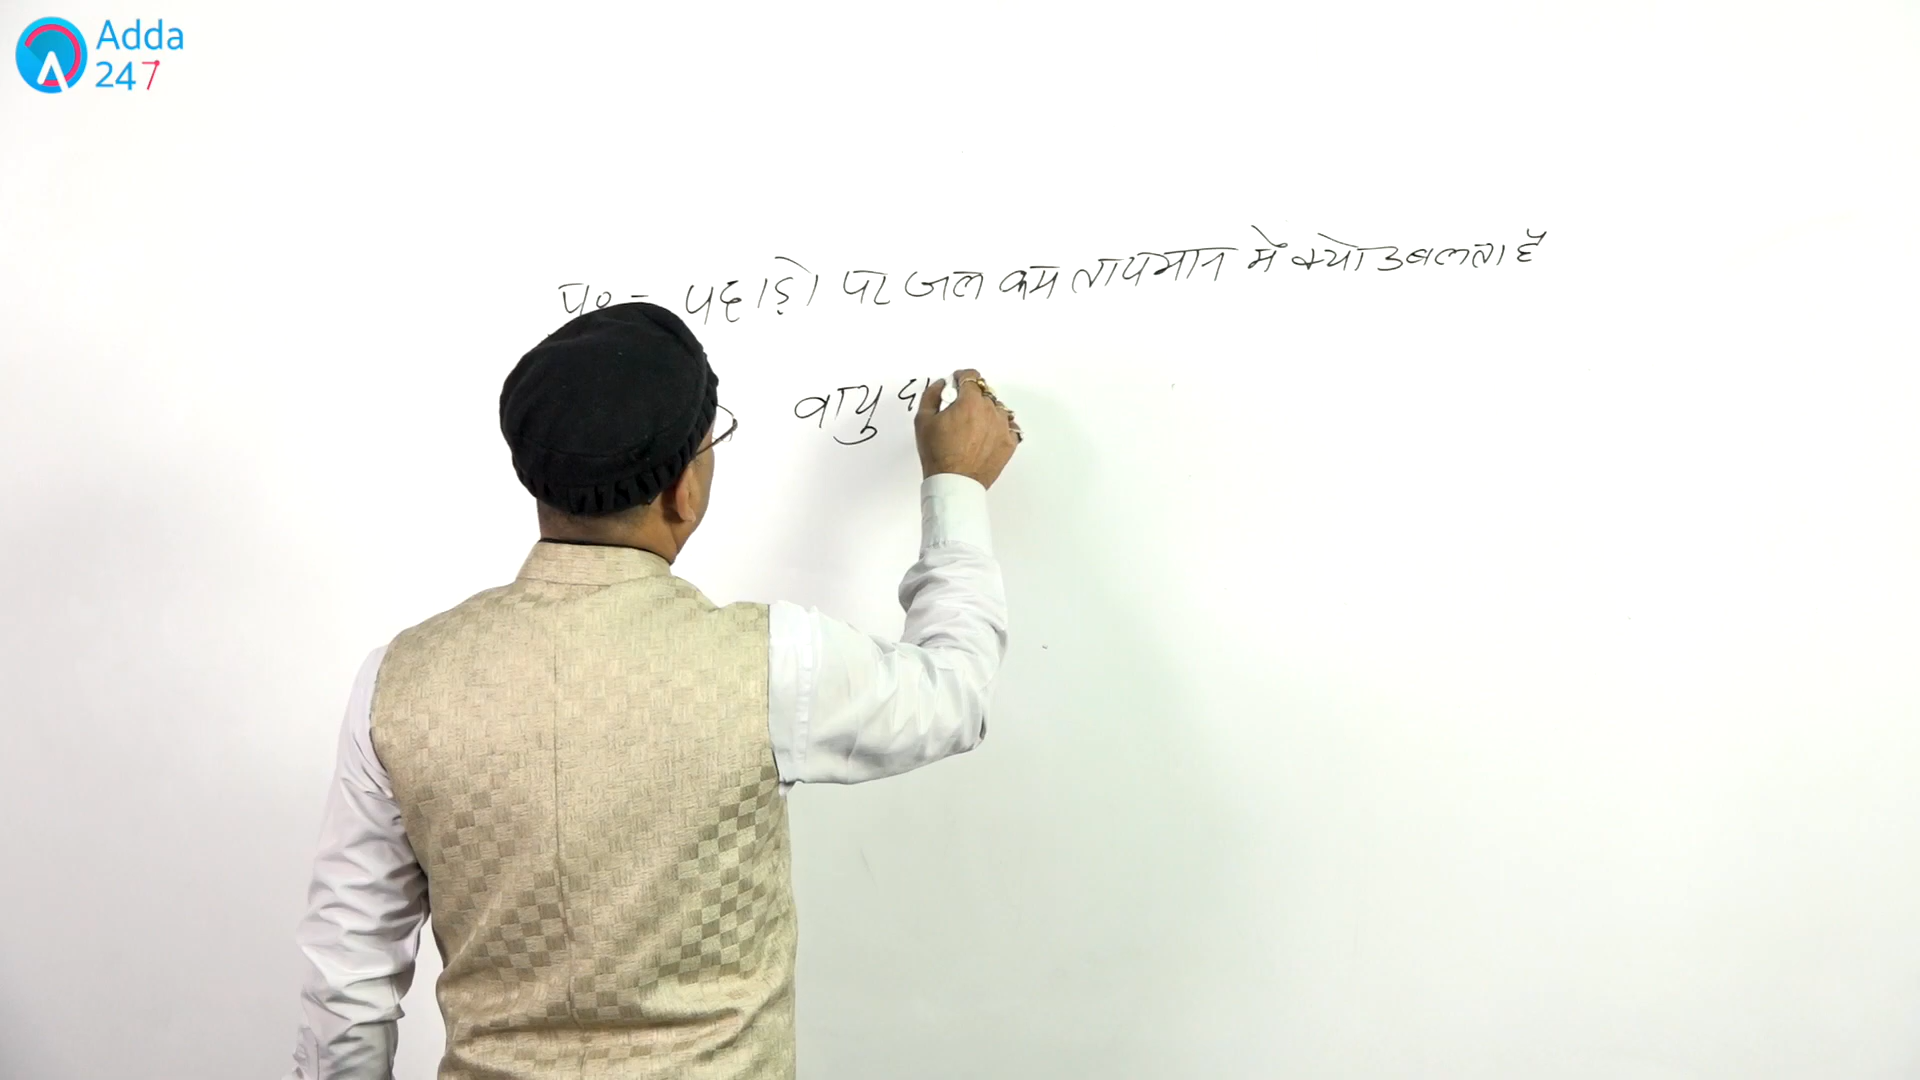 Adda
247
प्र० - पहाड़ो पर जल कम तापमान में क्यो उबलता है
वायु दा